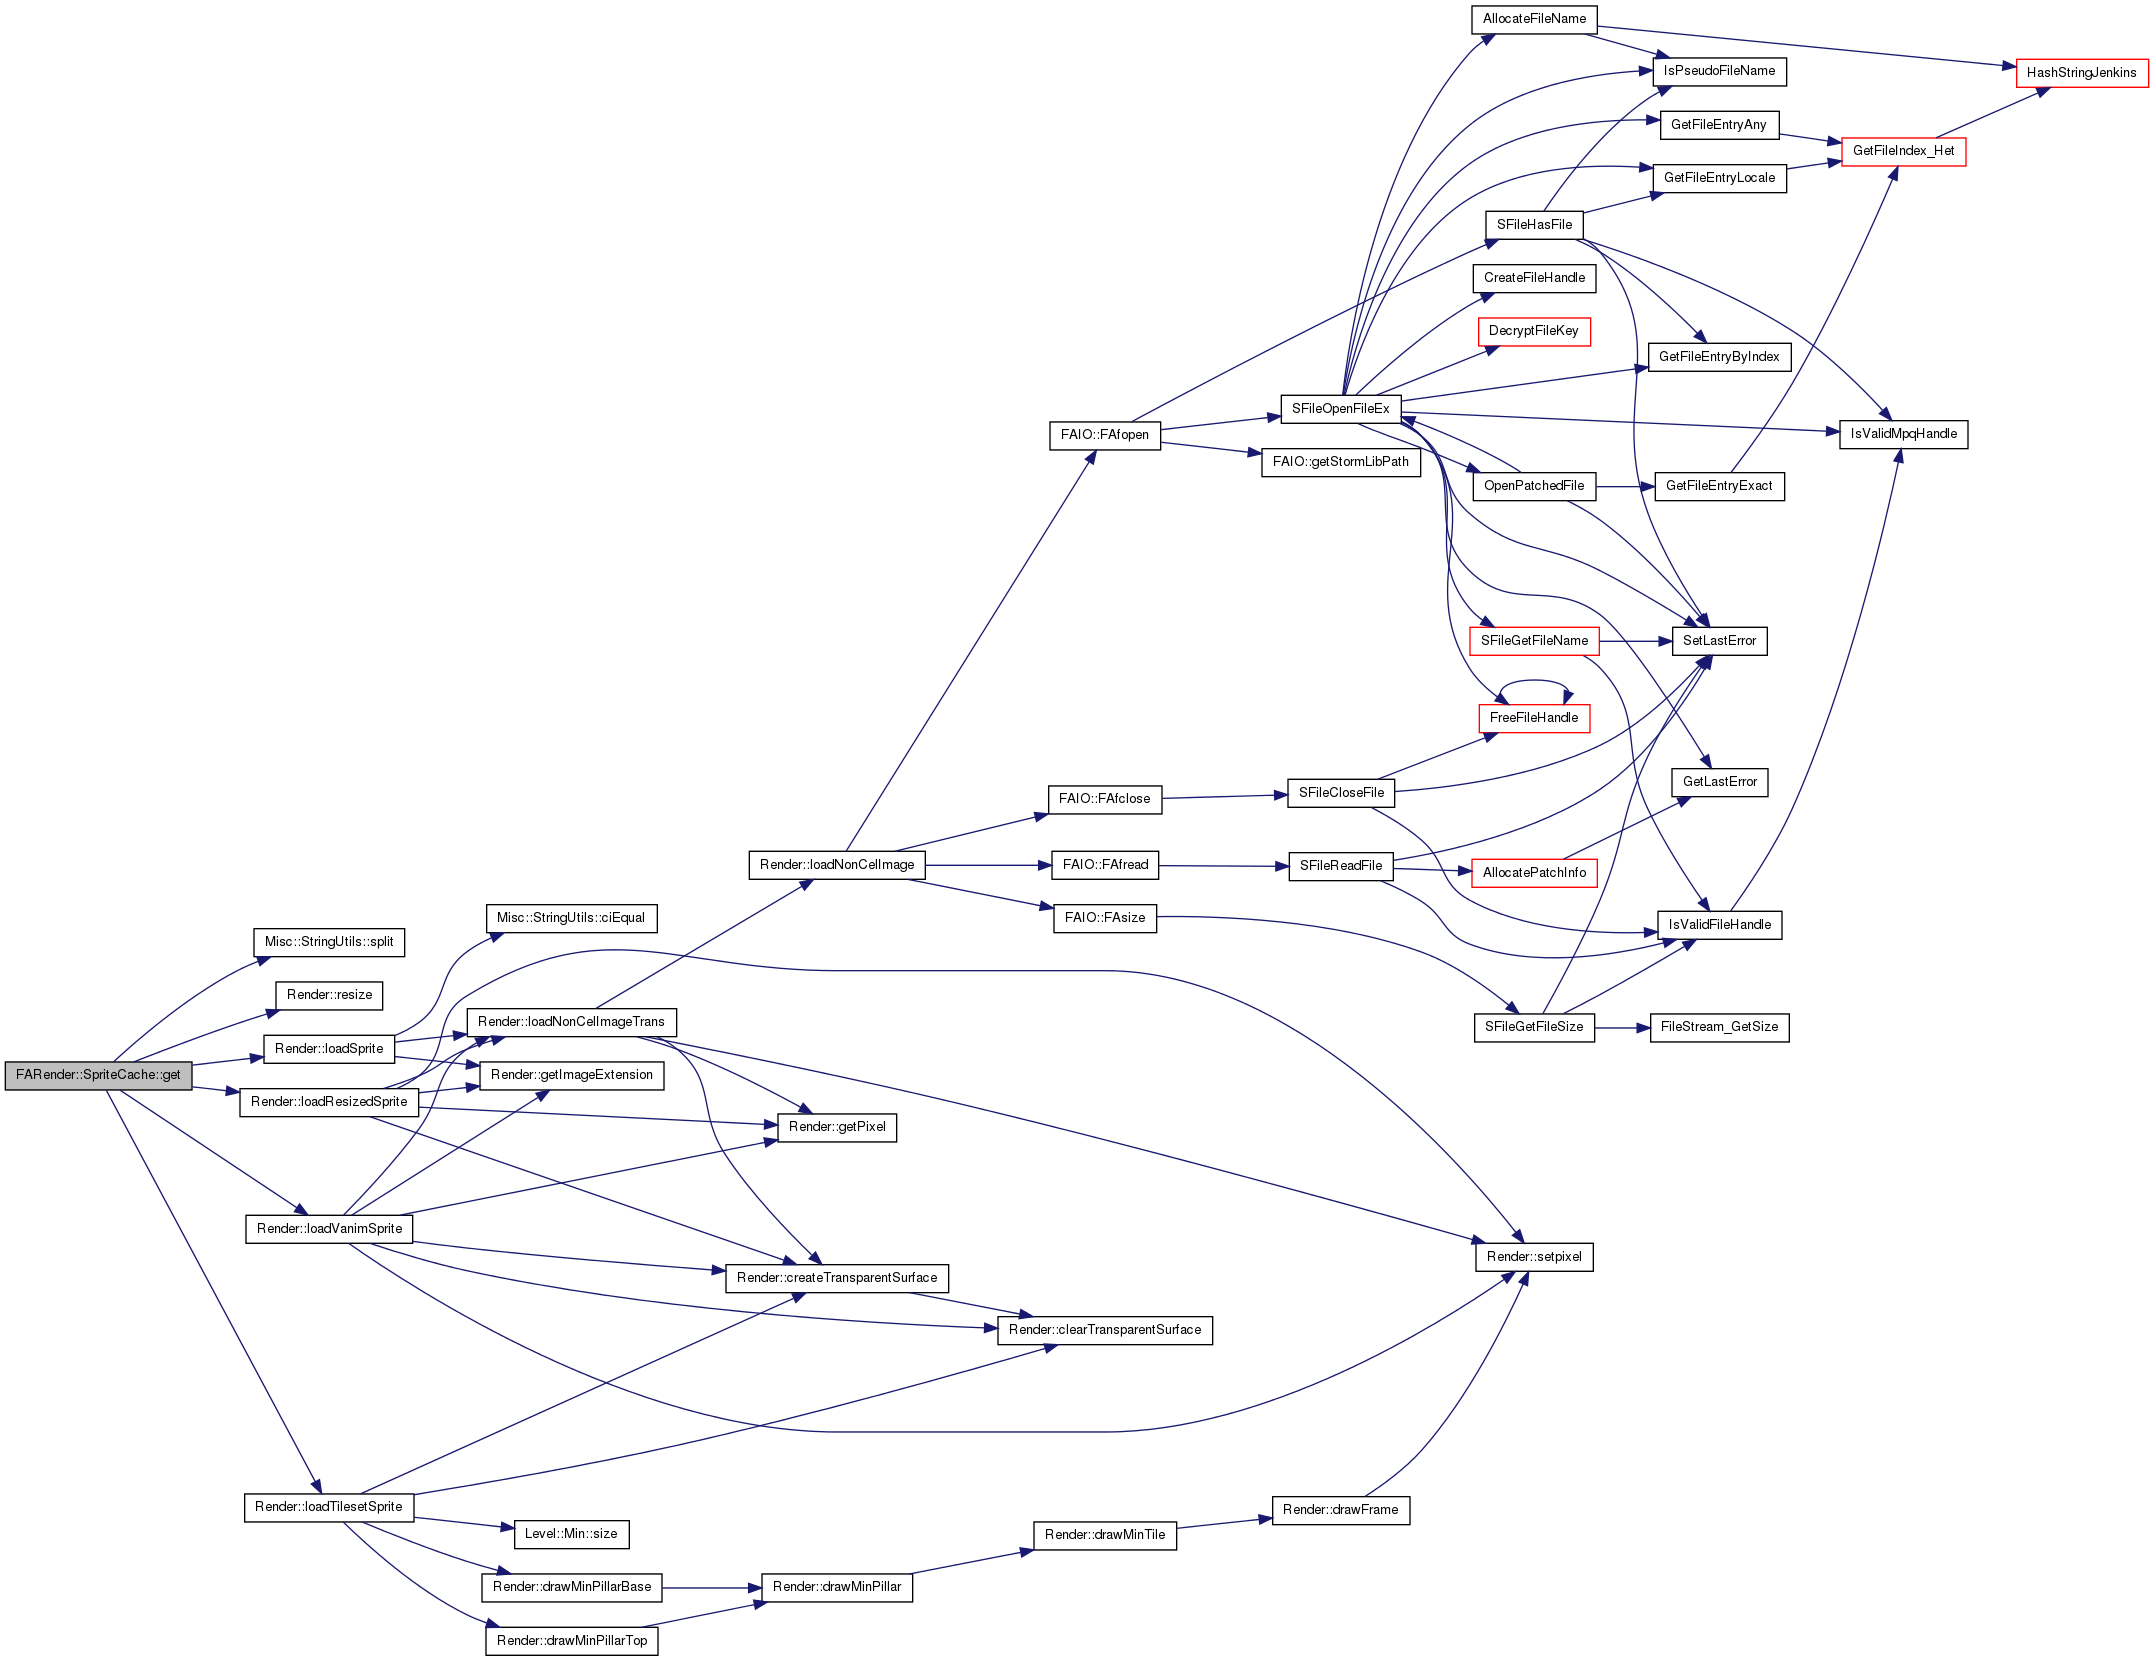 FARender::SpriteCache::get
Misc::StringUtils::split
Render::resize
Render::loadSprite
Render::loadResizedSprite
Render::loadVanimSprite
Render::loadTilesetSprite
Misc::StringUtils::ciEqual
Render::loadNonCelImageTrans
Render::getImageExtension
Level::Min::size
Render::drawMinPillarBase
Render::drawMinPillarTop
Render::loadNonCelImage
Render::getPixel
Render::createTransparentSurface
Render::drawMinPillar
FAIO::FAfopen
FAIO::FAfclose
FAIO::FAfread
FAIO::FAsize
Render::clearTransparentSurface
Render::drawMinTile
SFileOpenFileEx
FAIO::getStormLibPath
SFileCloseFile
SFileReadFile
Render::drawFrame
AllocateFileName
SFileHasFile
CreateFileHandle
DecryptFileKey
OpenPatchedFile
SFileGetFileName
FreeFileHandle
AllocatePatchInfo
SFileGetFileSize
Render::setpixel
IsPseudoFileName
GetFileEntryAny
GetFileEntryLocale
GetFileEntryByIndex
GetFileEntryExact
SetLastError
GetLastError
IsValidFileHandle
FileStream_GetSize
GetFileIndex_Het
IsValidMpqHandle
HashStringJenkins